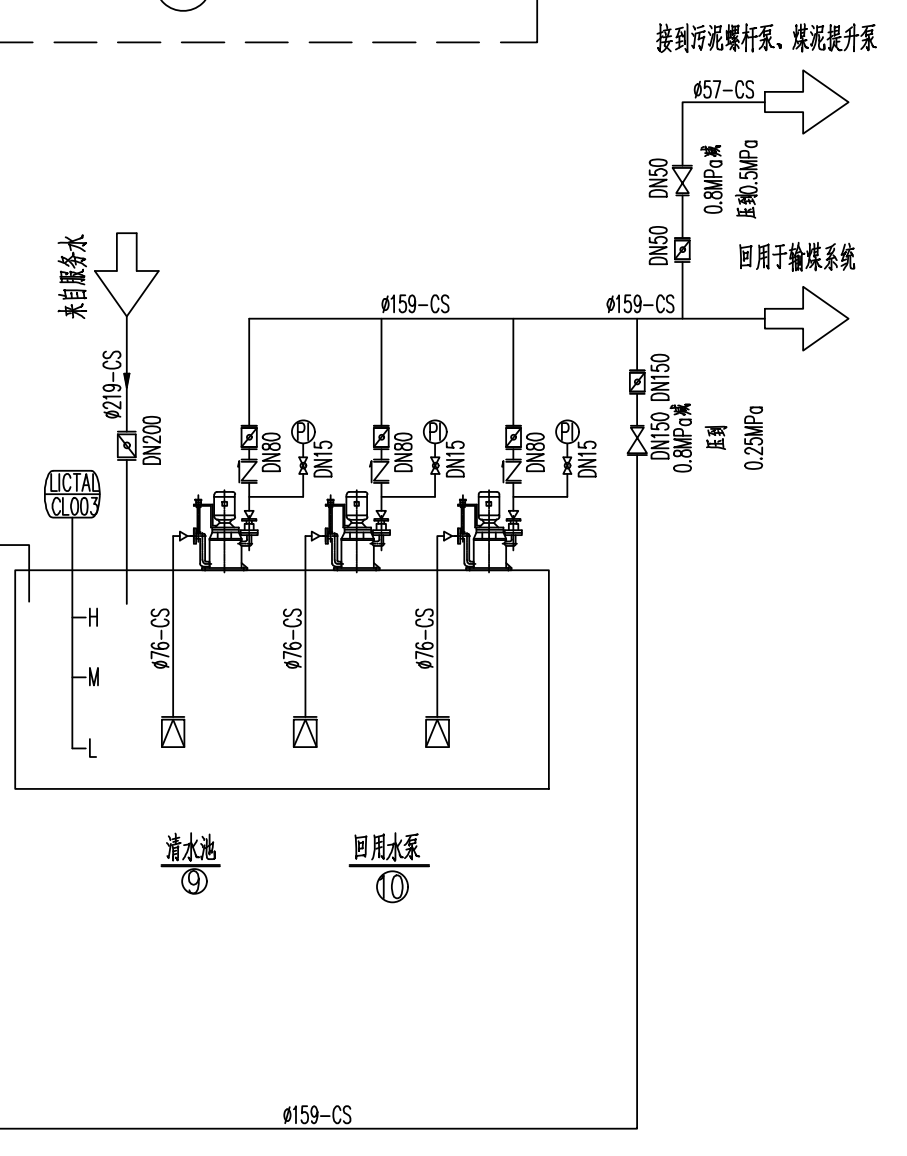 接到污泥螺杆泵、煤泥提升泵
ø57-CS
DN50
0.8MPa减
压到0.5MPa
DN50
来自服务水
回用于输煤系统
ø159-CS
ø159-CS
ø219-CS
DN200
DN150
DN150
0.8MPa减
压到
0.25MPa
PI
PI
PI
DN80
DN15
DN80
DN15
DN80
DN15
LICTAL
CL003
H
M
L
ø76-CS
ø76-CS
ø76-CS
清水池
9
回用水泵
10
ø159-CS